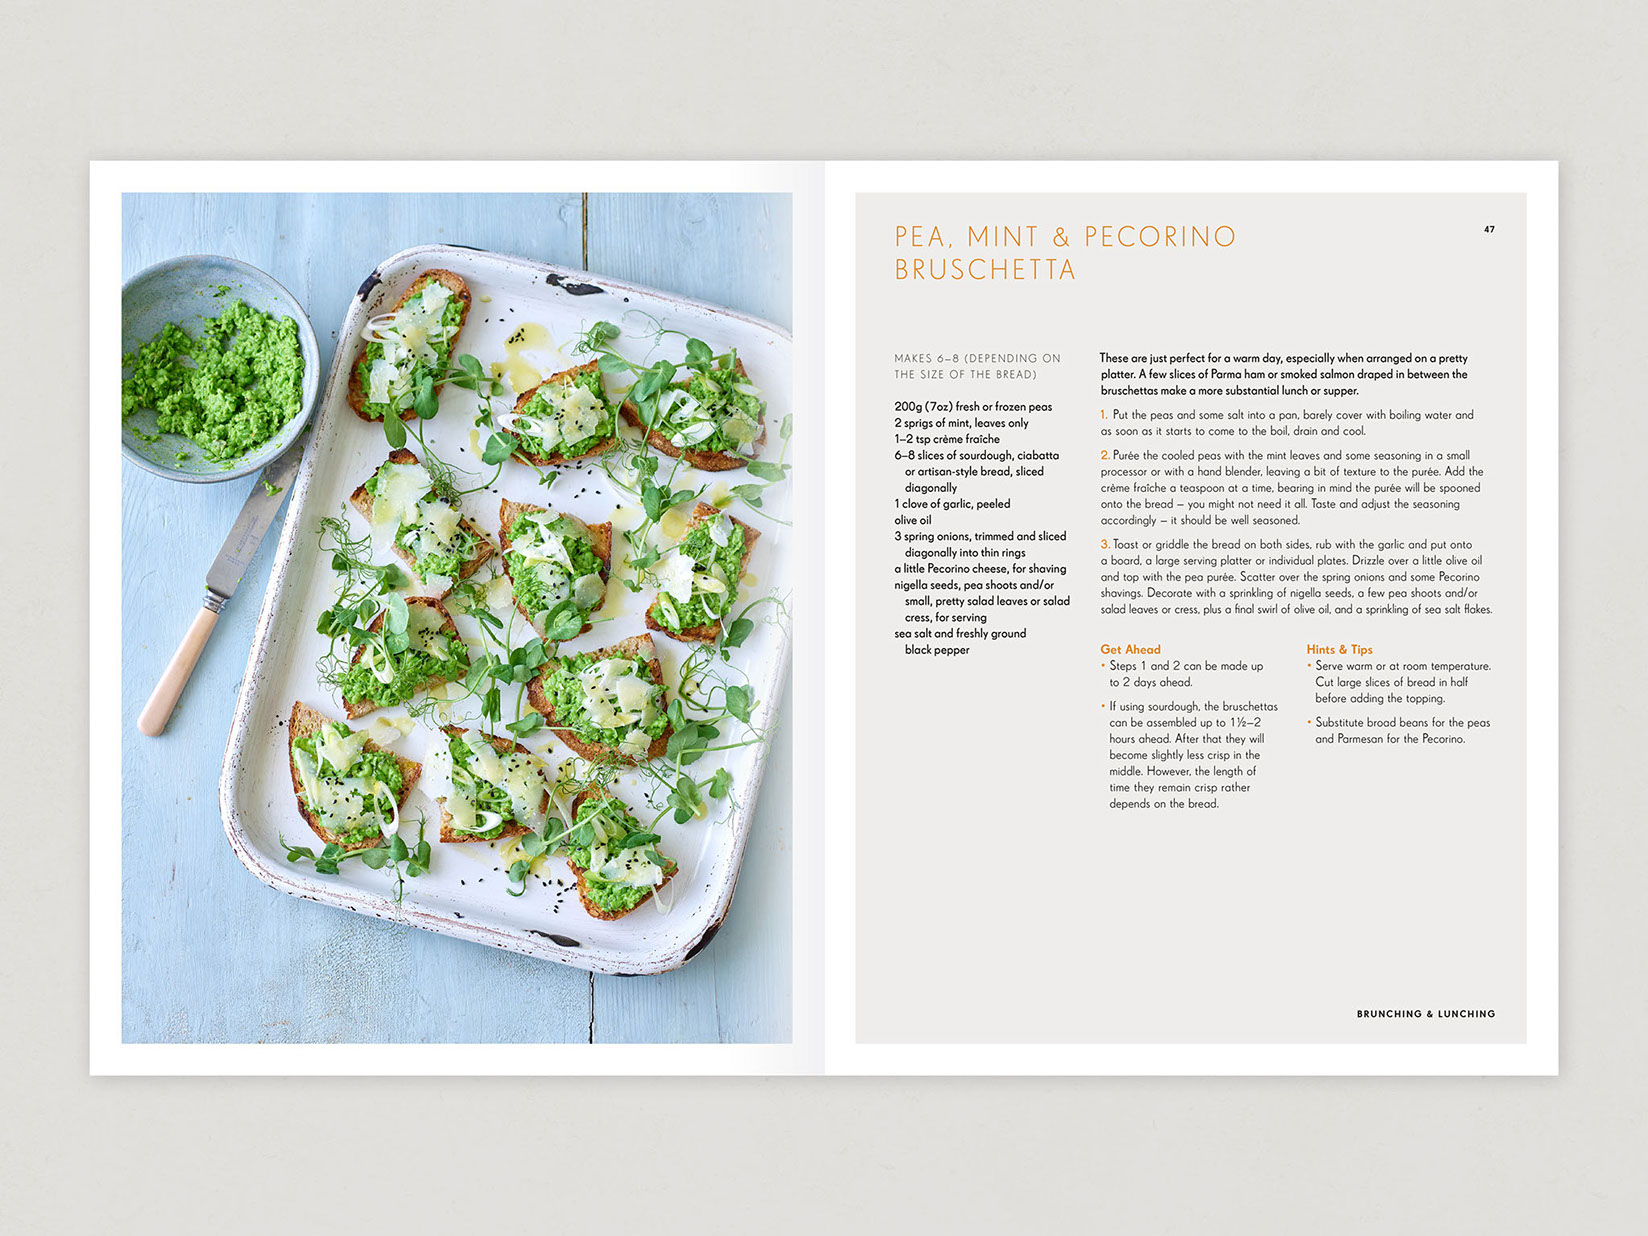 PEA, MINT & PECORINO
BRUSCHETTA
47
MAKES 6–8 (DEPENDING ON
THE SIZE OF THE BREAD)
200g (7oz) fresh or frozen peas
2 sprigs of mint, leaves only
1–2 tsp crème fraîche
6–8 slices of sourdough, ciabatta
or artisan-style bread, sliced
diagonally
1 clove of garlic, peeled
olive oil
3 spring onions, trimmed and sliced
diagonally into thin rings
a little Pecorino cheese, for shaving
nigella seeds, pea shoots and/or
small, pretty salad leaves or salad
cress, for serving
sea salt and freshly ground
black pepper
These are just perfect for a warm day, especially when arranged on a pretty
platter. A few slices of Parma ham or smoked salmon draped in between the
bruschettas make a more substantial lunch or supper.
1. Put the peas and some salt into a pan, barely cover with boiling water and
as soon as it starts to come to the boil, drain and cool.
2. Purée the cooled peas with the mint leaves and some seasoning in a small
processor or with a hand blender, leaving a bit of texture to the purée. Add the
crème fraîche a teaspoon at a time, bearing in mind the purée will be spooned
onto the bread – you might not need it all. Taste and adjust the seasoning
accordingly – it should be well seasoned.
3. Toast or griddle the bread on both sides, rub with the garlic and put onto
a board, a large serving platter or individual plates. Drizzle over a little olive oil
and top with the pea purée. Scatter over the spring onions and some Pecorino
shavings. Decorate with a sprinkling of nigella seeds, a few pea shoots and/or
salad leaves or cress, plus a final swirl of olive oil, and a sprinkling of sea salt flakes.
Get Ahead
• Steps 1 and 2 can be made up
to 2 days ahead.
• If using sourdough, the bruschettas
can be assembled up to 1½–2
hours ahead. After that they will
become slightly less crisp in the
middle. However, the length of
time they remain crisp rather
depends on the bread.
Hints & Tips
• Serve warm or at room temperature.
Cut large slices of bread in half
before adding the topping.
• Substitute broad beans for the peas
and Parmesan for the Pecorino.
BRUNCHING & LUNCHING